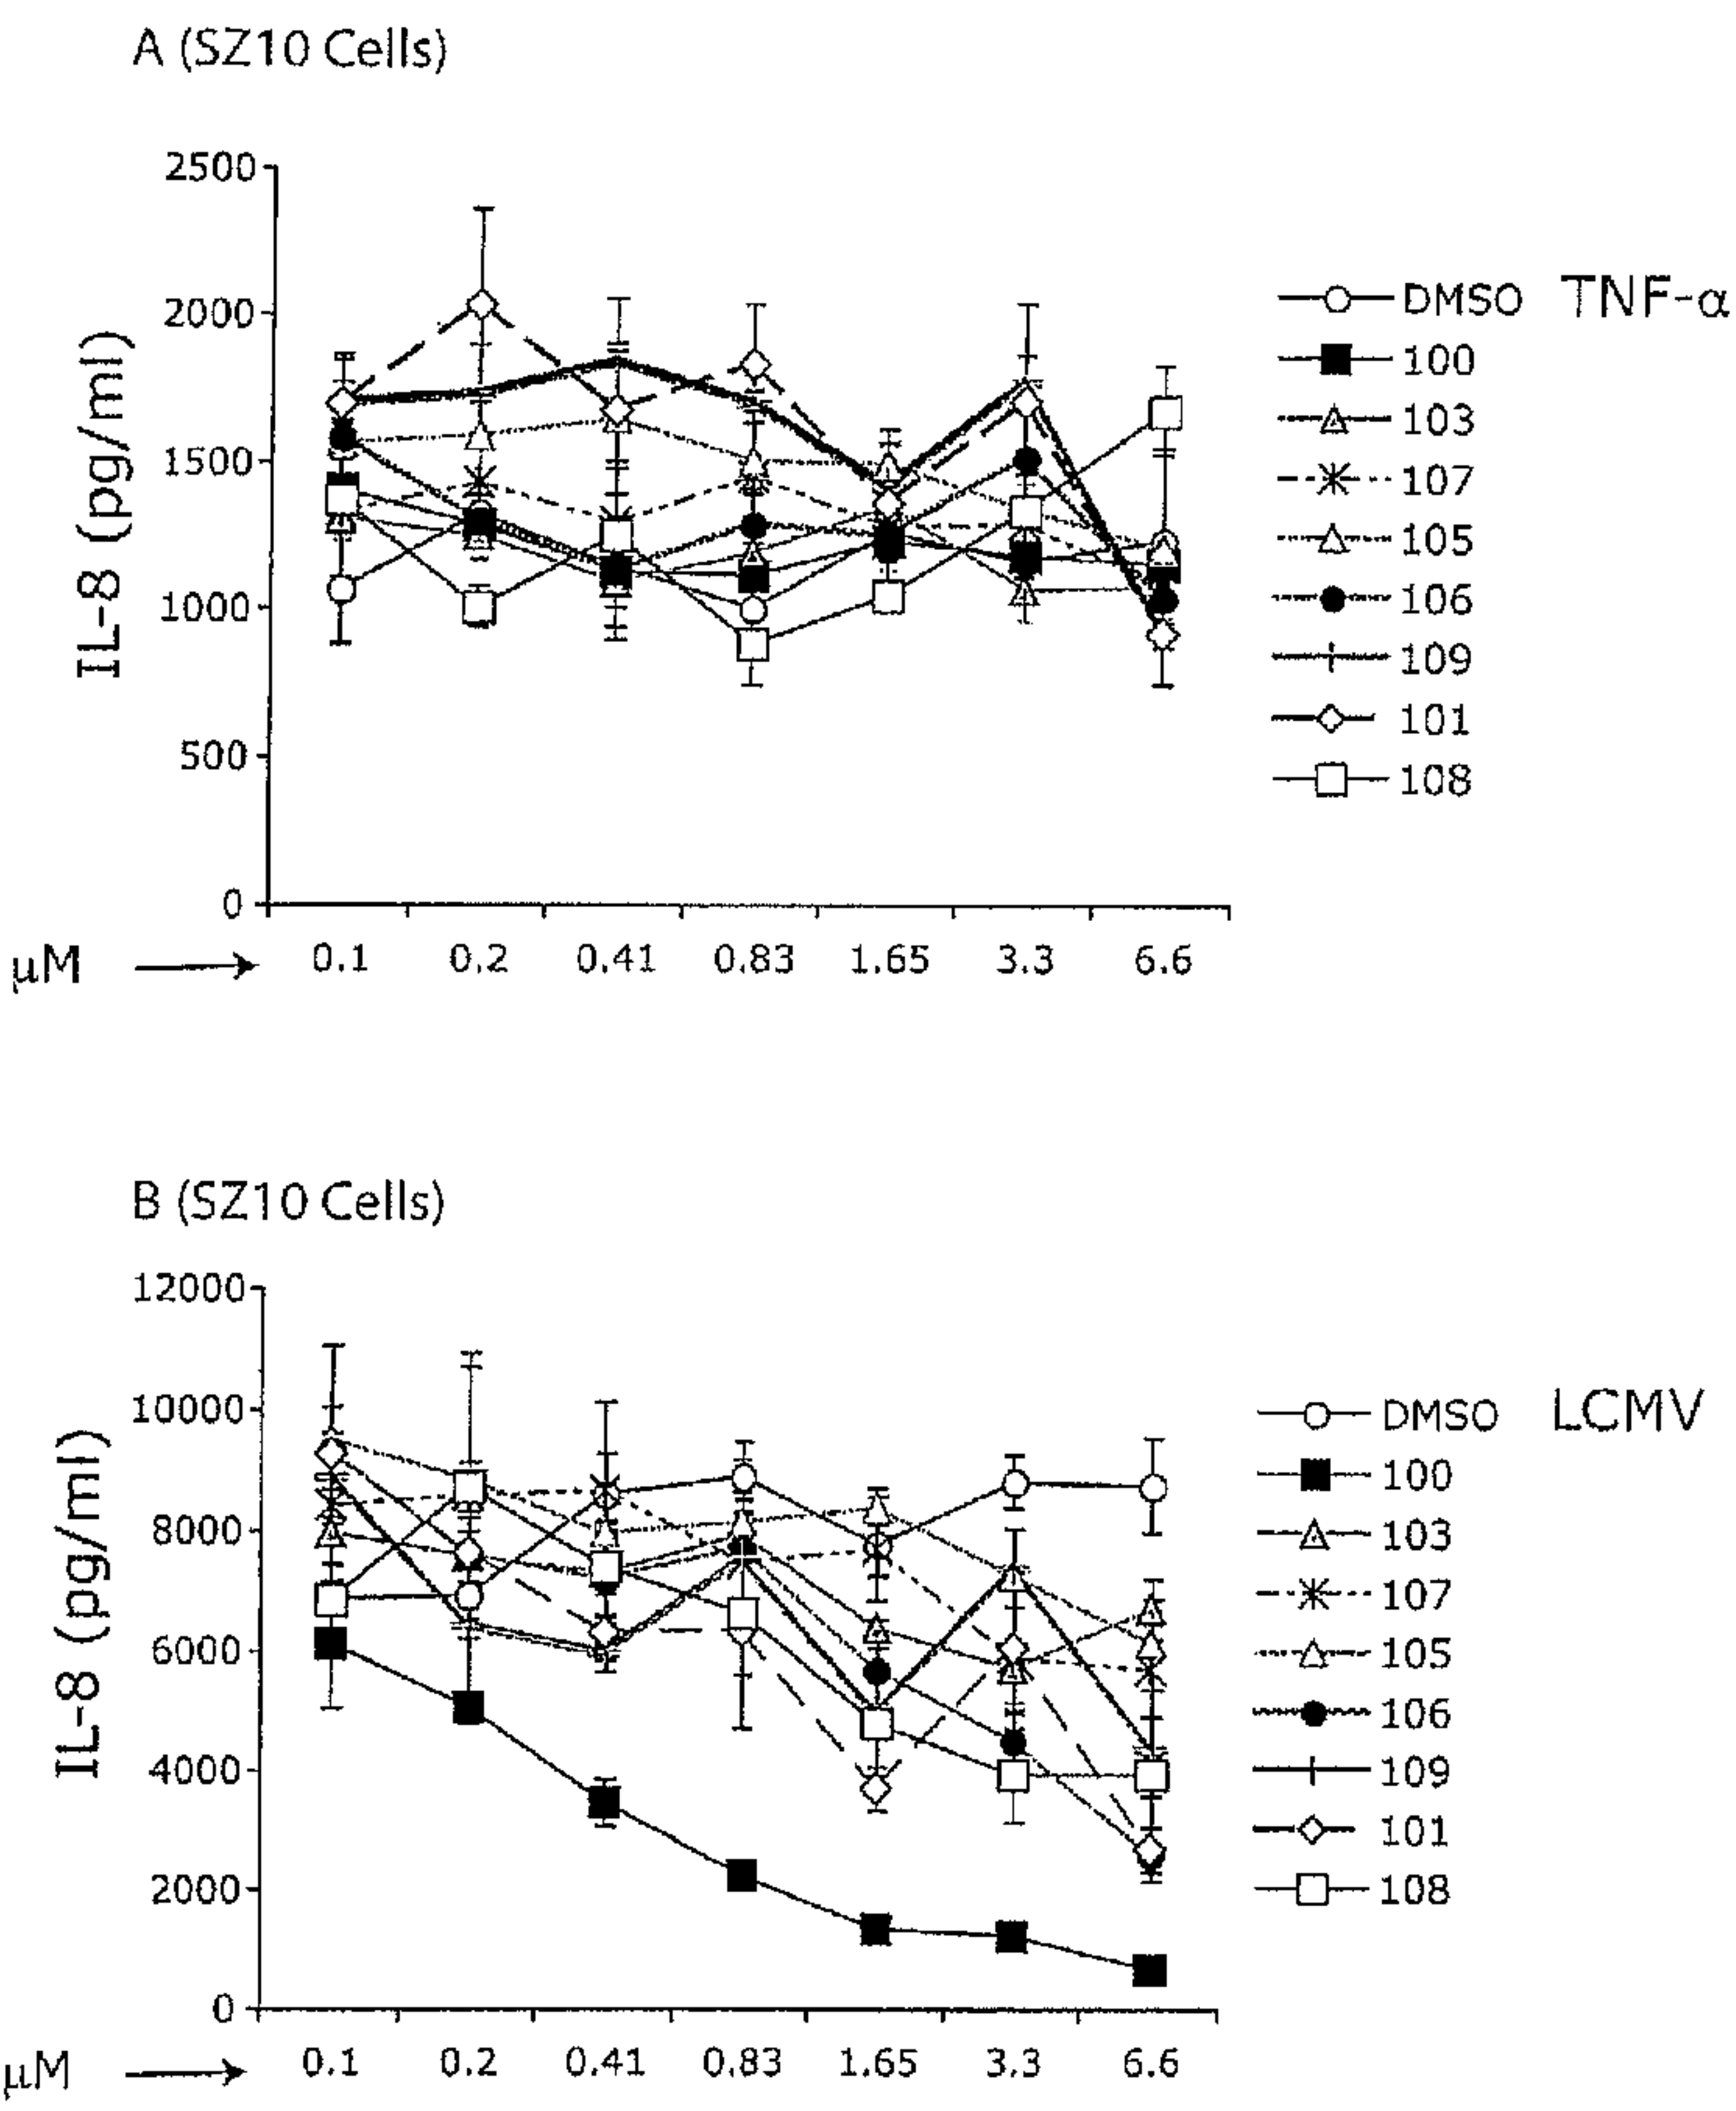 A (SZ10 Cells)
2500
2000
1500
1000
500
0
IL-8 (pg/ml)
μM
0.1 0.2 0.41 0.83 1.65 3.3 6.6
DMSO TNF-α
100
103
107
105
106
109
101
108
B (SZ10 Cells)
12000
10000
8000
6000
4000
2000
0
IL-8 (pg/ml)
μM
0.1 0.2 0.41 0.83 1.65 3.3 6.6
DMSO LCMV
100
103
107
105
106
109
101
108